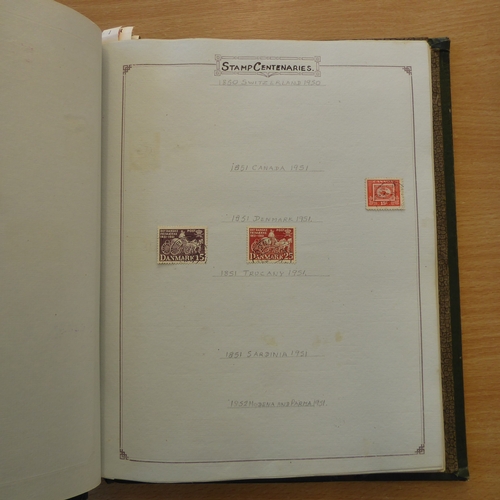 STAMP CENTENARIES.
1850 SWITZERLAND 1950
1851 CANADA 1951
1851 DENMARK 1951
DANMARK 15
DANMARK 25
1851 TUSCANY 1951
1851 SARDINIA 1951